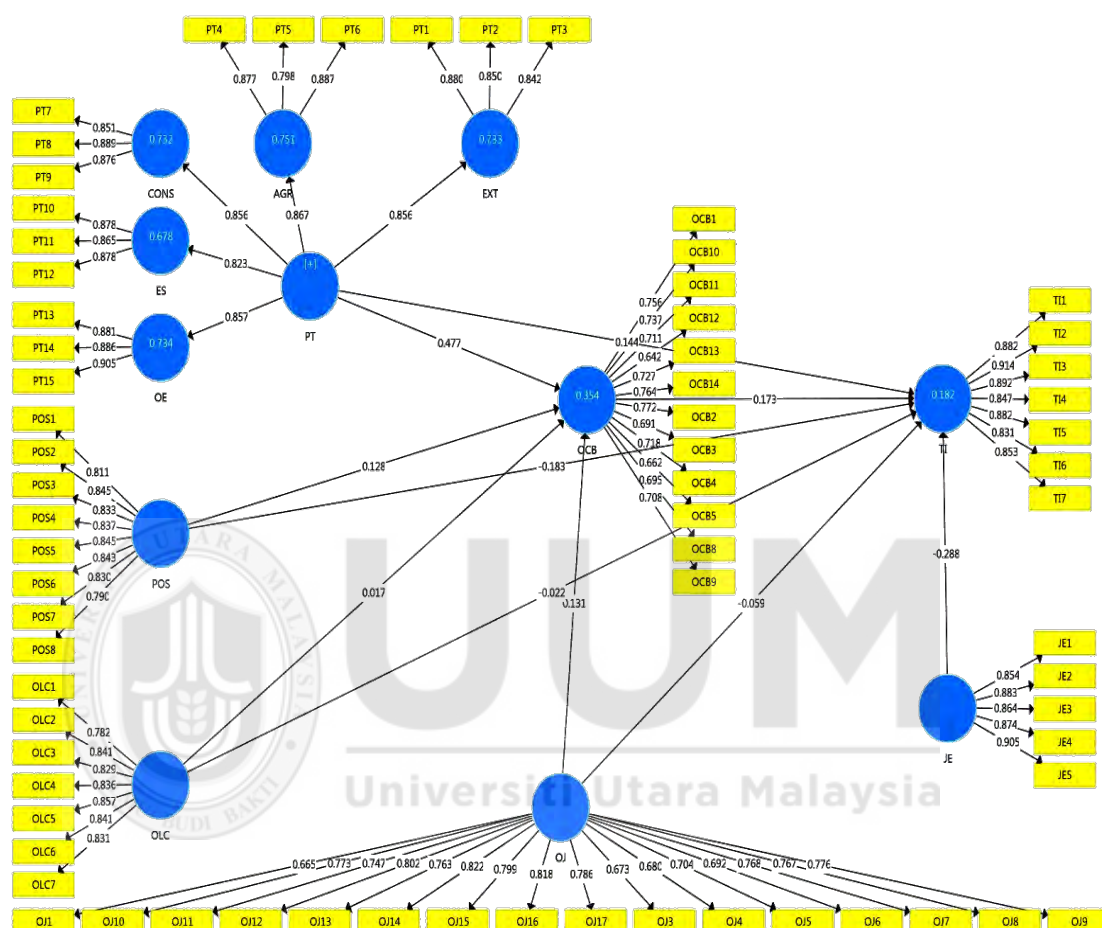 PT4 PT5 PT6 PT1 PT2 PT3
0.877 0.798 0.887 0.880 0.850 0.842
PT7
PT8
PT9
0.851
0.889
0.876
0.732
CONS
0.751
AGR
0.733
EXT
PT10
PT11
PT12
0.878
0.865
0.878
0.678
ES
PT13
PT14
PT15
0.881
0.886
0.905
0.734
OE
0.856
0.867
0.856
0.823
0.857
[+]
PT
0.477
0.144
OCB1
OCB10
OCB11
OCB12
OCB13
OCB14
OCB2
OCB3
OCB4
OCB5
OCB8
OCB9
0.756
0.737
0.711
0.642
0.727
0.764
0.772
0.691
0.718
0.662
0.695
0.708
0.354
OCB
0.173
TI1
TI2
TI3
TI4
TI5
TI6
TI7
0.882
0.914
0.892
0.847
0.882
0.831
0.853
0.182
TI
POS1
POS2
POS3
POS4
POS5
POS6
POS7
POS8
0.811
0.845
0.833
0.837
0.845
0.843
0.830
0.790
POS
0.128
-0.183
0.017
-0.022
0.131
-0.059
-0.288
JE1
JE2
JE3
JE4
JE5
0.854
0.883
0.864
0.874
0.905
JE
OLC1
OLC2
OLC3
OLC4
OLC5
OLC6
OLC7
0.782
0.841
0.829
0.836
0.857
0.841
0.831
OLC
OJ
0.665 0.773 0.747 0.802 0.763 0.822 0.799 0.818 0.786 0.673 0.680 0.704 0.692 0.768 0.767 0.776
OJ1 OJ10 OJ11 OJ12 OJ13 OJ14 OJ15 OJ16 OJ17 OJ3 OJ4 OJ5 OJ6 OJ7 OJ8 OJ9
UUM
Universiti Utara Malaysia
UNIVERSITI UTARA MALAYSIA
BUDI BAKTI